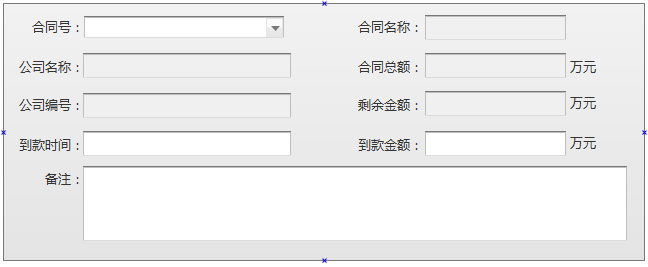 合同号： 合同名称：
公司名称： 合同总额： 万元
公司编号： 剩余金额： 万元
到款时间： 到款金额： 万元
备注：